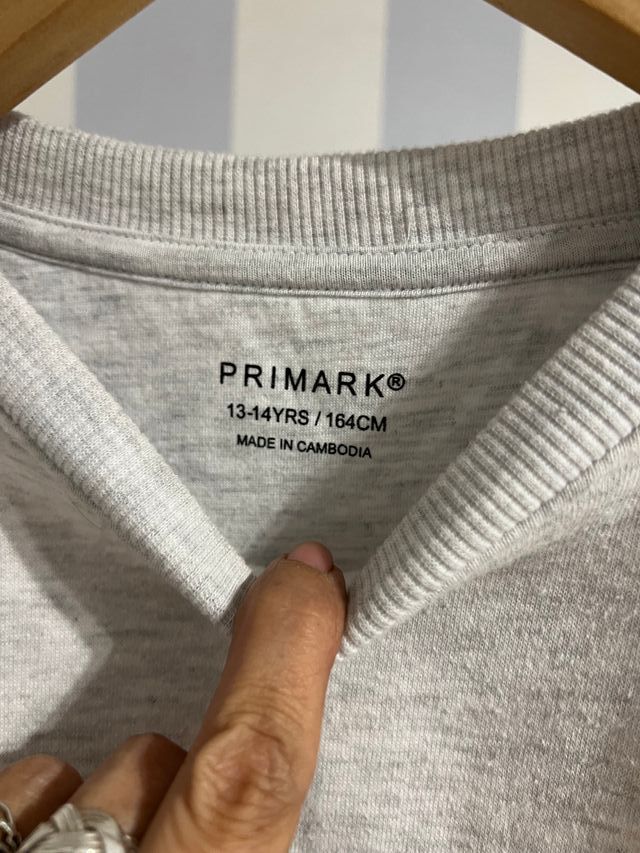 PRIMARK®
13-14YRS / 164CM
MADE IN CAMBODIA